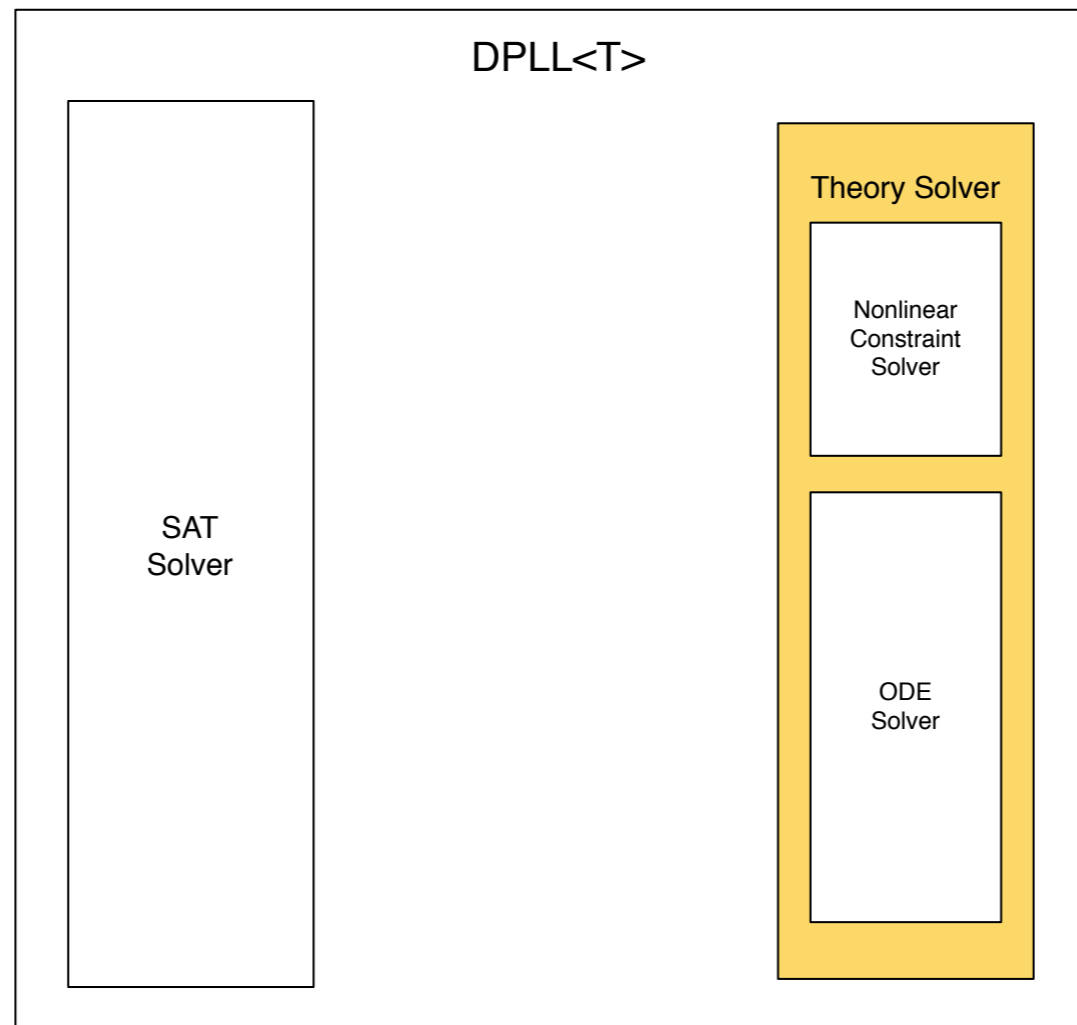 DPLL<T>
SAT
Solver
Theory Solver
Nonlinear
Constraint
Solver
ODE
Solver